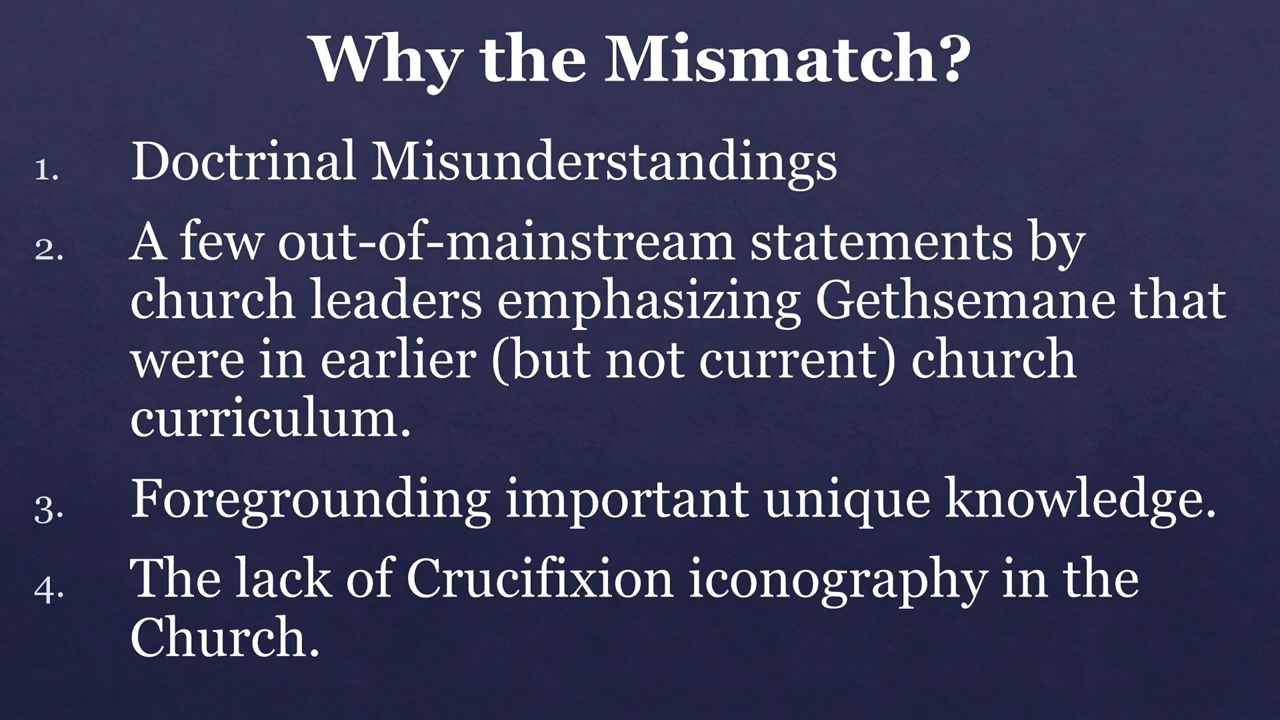 Why the Mismatch?
1. Doctrinal Misunderstandings
2. A few out-of-mainstream statements by
church leaders emphasizing Gethsemane that
were in earlier (but not current) church
curriculum.
3. Foregrounding important unique knowledge.
4. The lack of Crucifixion iconography in the
Church.